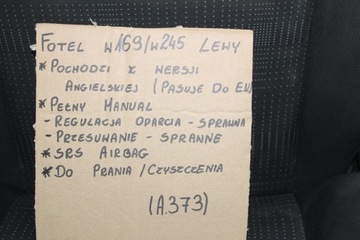 FOTEL W169/W245 LEWY
* POCHODZI Z WERSJI
ANGIELSKIEJ (PASUJE DO EU)
* PEŁNY MANUAL
- REGULACJA OPARCIA - SPRAWNA
- PRZESUWANIE - SPRANNE
* SRS AIRBAG
* DO PRANIA / CZYSZCZENIA
(A.373)